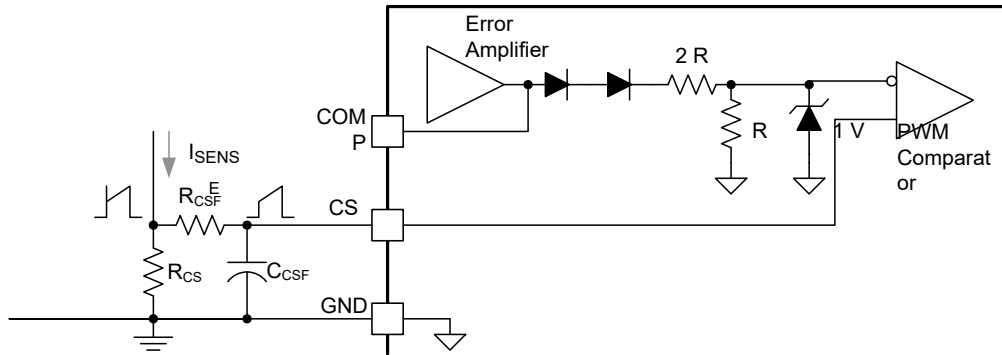 Error
Amplifier
2 R
COM
P
R
1 V
PWM
Comparat
or
ISENS
E
RCSF
CS
RCS
CCSF
GND